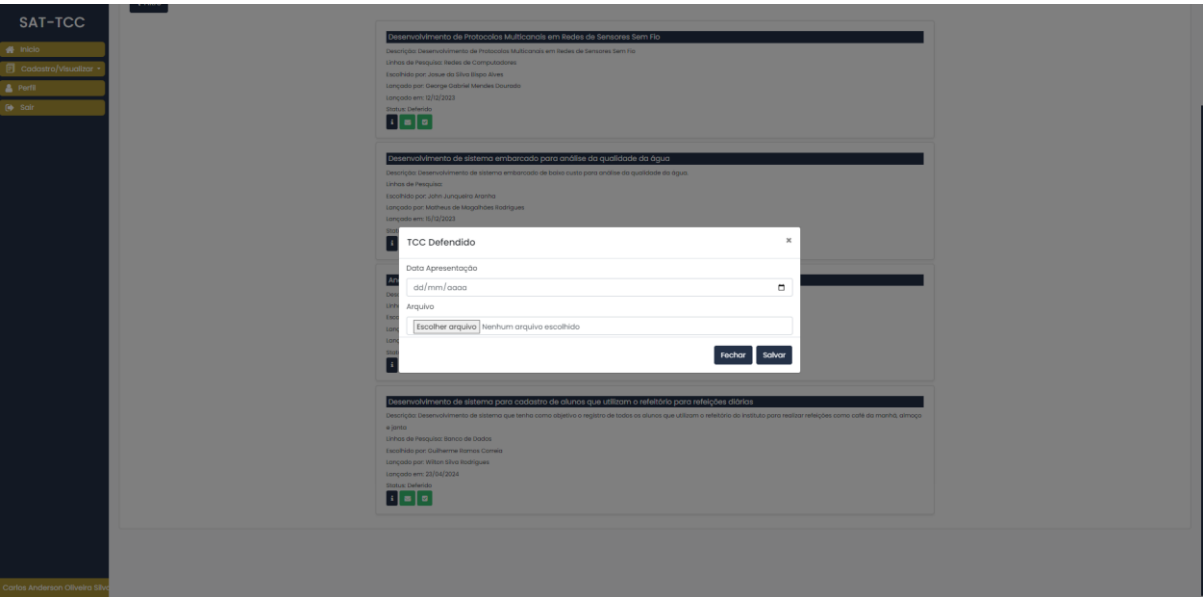 SAT-TCC
Início
Cadastro/Visualizar
Perfil
Sair
Desenvolvimento de Protocolos Multicanais em Redes de Sensores Sem Fio
Descrição: Desenvolvimento de Protocolos Multicanais em Redes de Sensores Sem Fio
Linhas de Pesquisa: Redes de Computadores
Escolhido por: Josue da Silva Bispo Alves
Lançado por: George Gabriel Mendes Dourado
Lançado em: 12/12/2023
Status: Deferido
Desenvolvimento de sistema embarcado para análise da qualidade da água
Descrição: Desenvolvimento de sistema embarcado de baixo custo para análise da qualidade da água.
Linhas de Pesquisa:
Escolhido por: John Junqueira Aranha
Lançado por: Matheus de Magalhães Rodrigues
TCC Defendido
×
Data Apresentação
dd/mm/aaaa
Arquivo
Escolher arquivo Nenhum arquivo escolhido
Fechar Salvar
Desenvolvimento de sistema para cadastro de alunos que utilizam o refeitório para refeições diárias
Descrição: Desenvolvimento de sistema que tenha como objetivo o registro de todos os alunos que utilizam o refeitório do instituto para realizar refeições como café da manhã, almoço
e janta.
Linhas de Pesquisa: Banco de Dados
Escolhido por: Guilherme Ramos Correia
Lançado por: Wilson Silva Rodrigues
Lançado em: 23/04/2024
Status: Deferido
Carlos Anderson Oliveira Silva